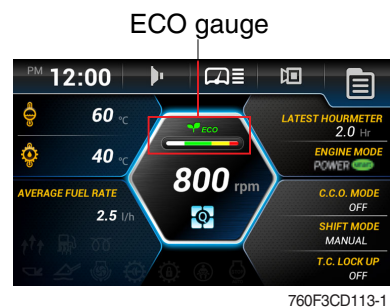 ECO gauge
PM 12:00
60 °C
ECO
LATEST HOURMETER
2.0 Hr
40 °C
ENGINE MODE
POWER
800 rpm
AVERAGE FUEL RATE
2.5 l/h
C.C.O. MODE
OFF
Q
SHIFT MODE
MANUAL
T.C. LOCK UP
OFF
760F3CD113-1